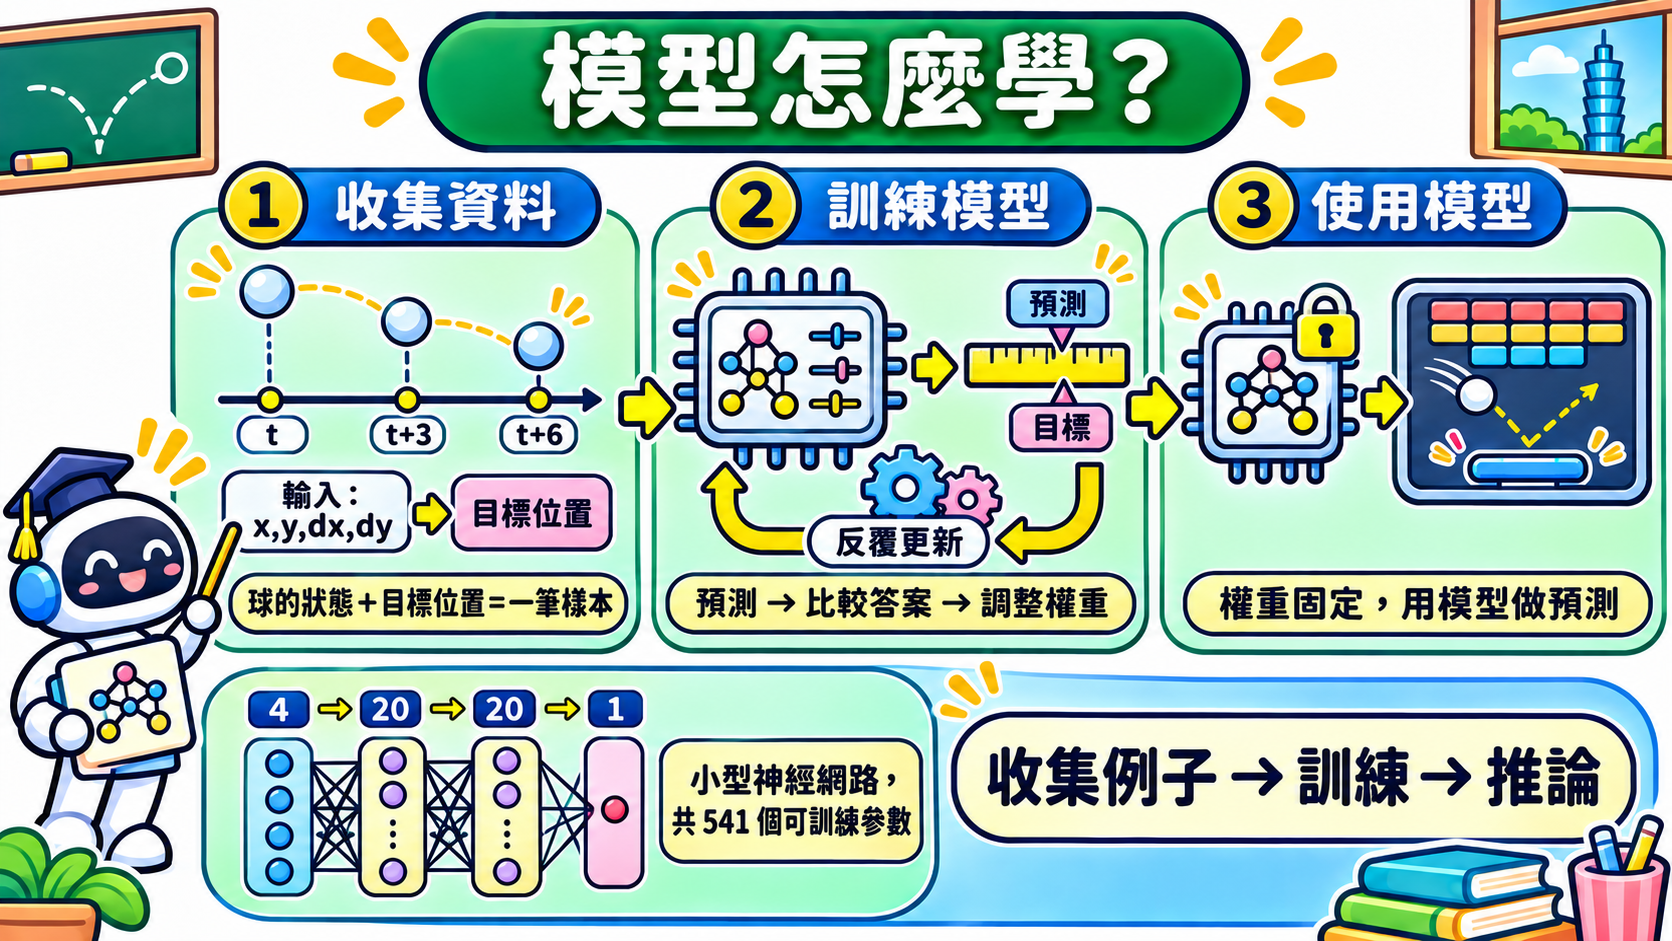 模型怎麼學？
1 收集資料
t
t+3
t+6
輸入：
x,y,dx,dy
目標位置
球的狀態＋目標位置＝一筆樣本
2 訓練模型
預測
目標
反覆更新
預測 → 比較答案 → 調整權重
3 使用模型
權重固定，用模型做預測
4 → 20 → 20 → 1
小型神經網路，
共 541 個可訓練參數
收集例子 → 訓練 → 推論